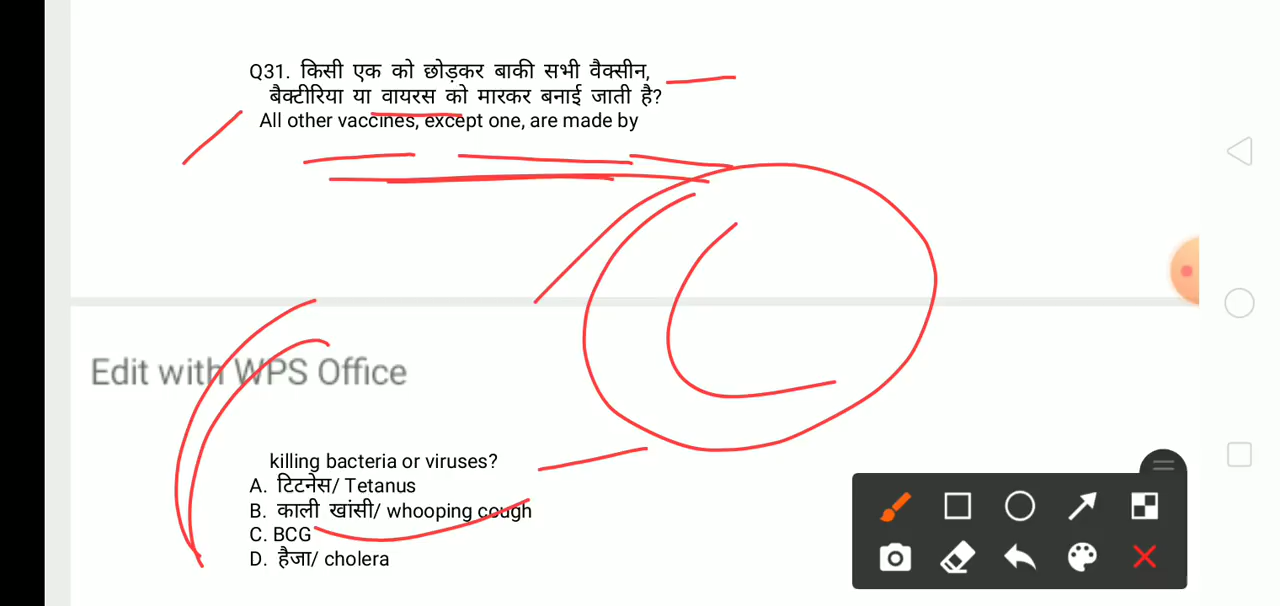 Q31. किसी एक को छोड़कर बाकी सभी वैक्सीन,
बैक्टीरिया या वायरस को मारकर बनाई जाती है?
All other vaccines, except one, are made by
Edit with WPS Office
killing bacteria or viruses?
A. टिटनेस/ Tetanus
B. काली खांसी/ whooping cough
C. BCG
D. हैजा/ cholera